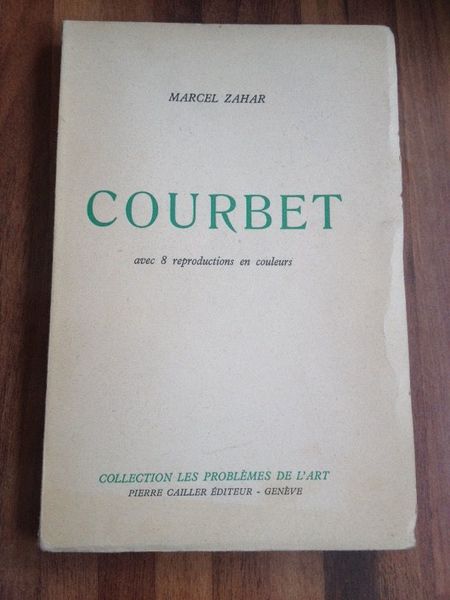 MARCEL ZAHAR
COURBET
avec 8 reproductions en couleurs
COLLECTION LES PROBLÈMES DE L'ART
PIERRE CAILLER ÉDITEUR - GENÈVE